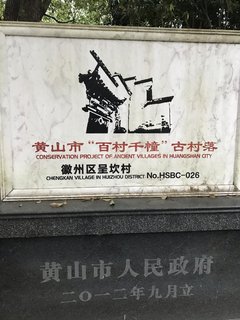 黄山市“百村千幢”古村落
CONSERVATION PROJECT OF ANCIENT VILLAGES IN HUANGSHAN CITY
徽州区呈坎村
CHENGKAN VILLAGE IN HUIZHOU DISTRICT No.HSBC-026
黄山市人民政府
二〇一二年九月立